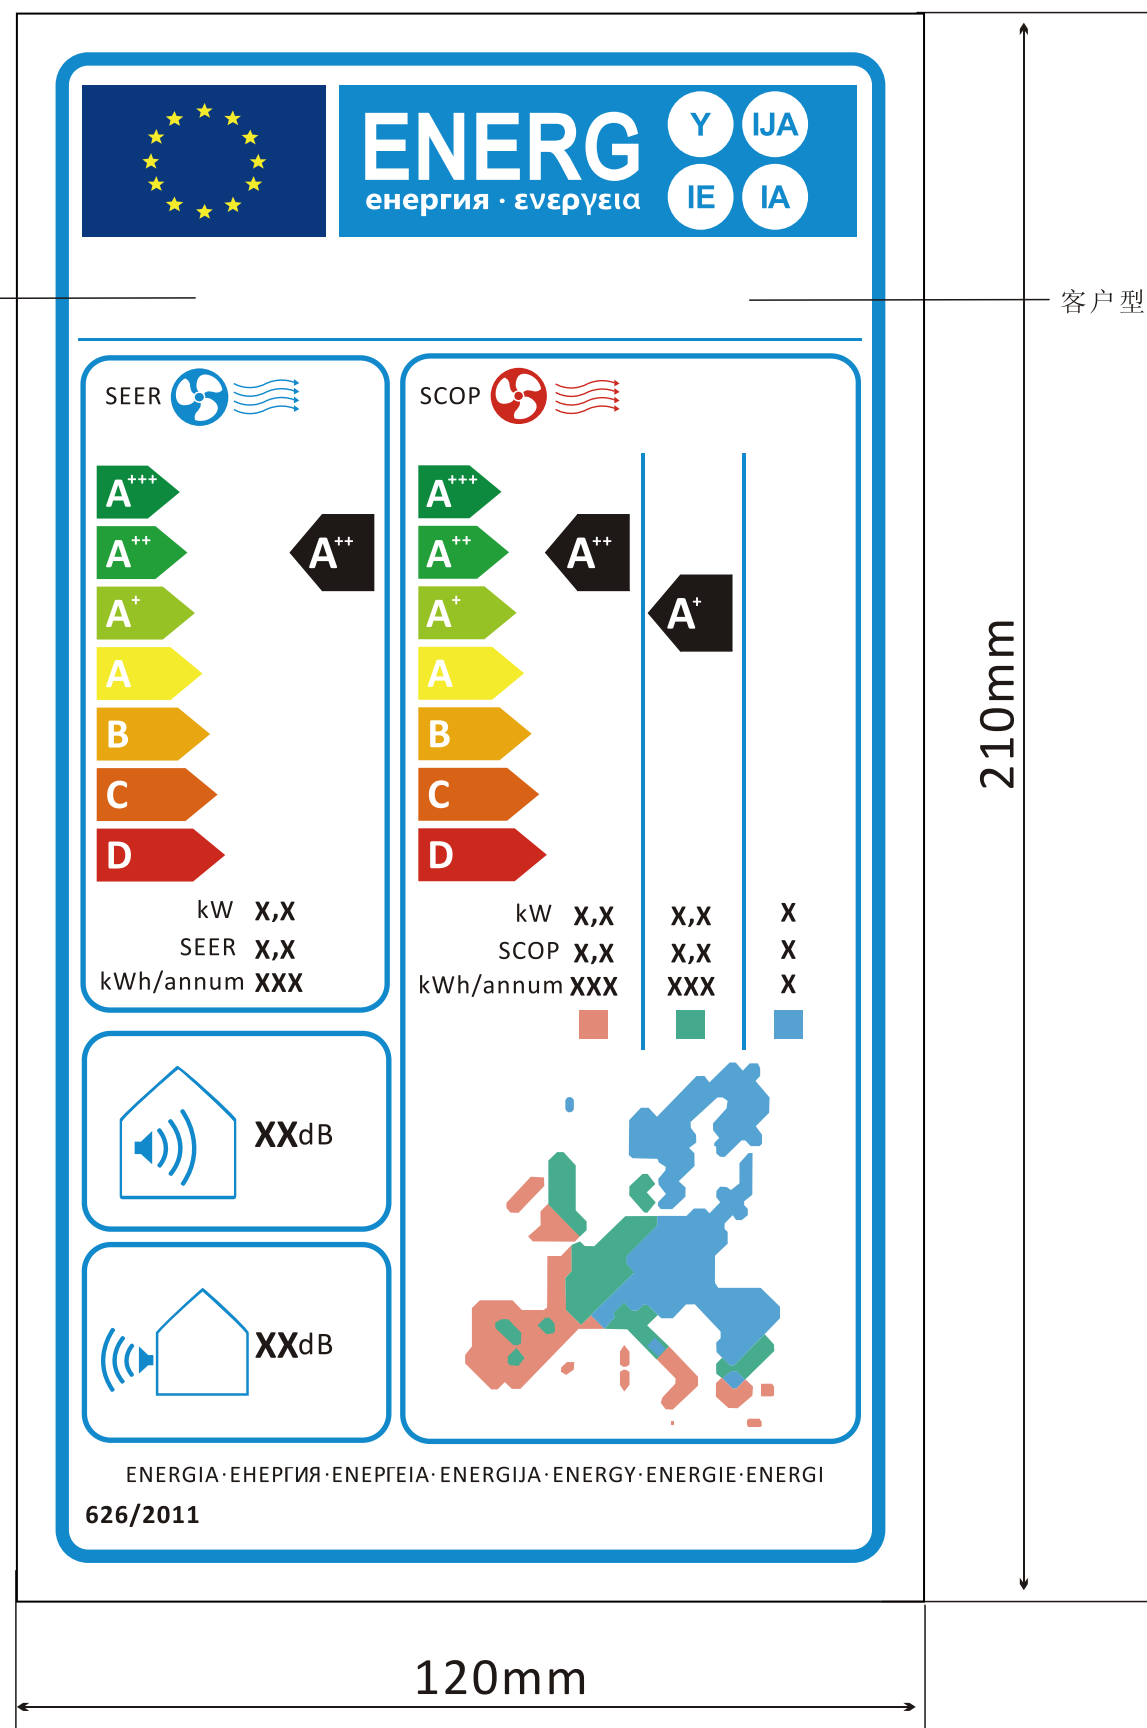 ENERG
енергия · ενεργεια
Y IJA
IE IA
客户型
SEER
A+++
A++
A+
A
B
C
D
A++
kW X,X
SEER X,X
kWh/annum XXX
SCOP
A+++
A++
A+
A
B
C
D
A++
A+
kW X,X X,X X
SCOP X,X X,X X
kWh/annum XXX XXX X
XXdB
XXdB
ENERGIA·ЕНЕРГИЯ·ΕΝΕΡΓΕΙΑ·ENERGIJA·ENERGY·ENERGIE·ENERGI
626/2011
210mm
120mm